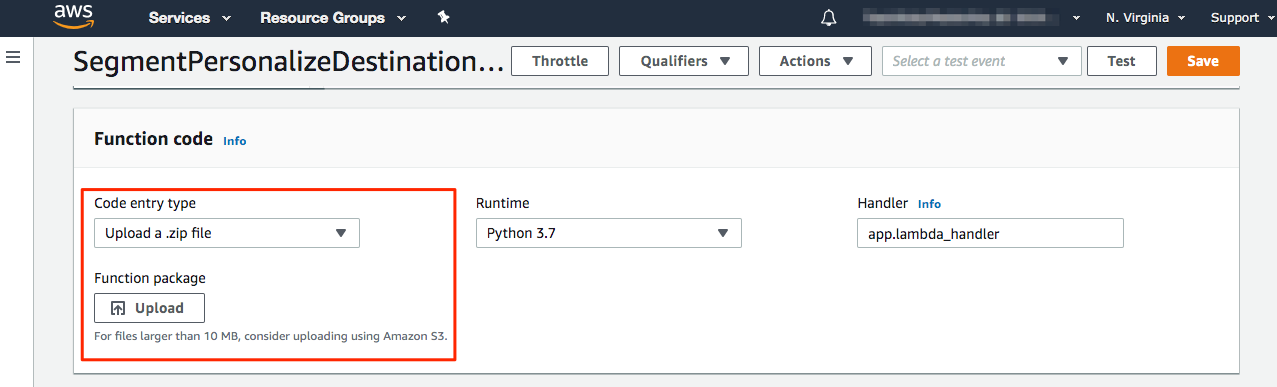 aws Services Resource Groups N. Virginia Support
SegmentPersonalizeDestination... Throttle Qualifiers Actions Select a test event Test Save
Function code Info
Code entry type Runtime Handler Info
Upload a .zip file Python 3.7 app.lambda_handler
Function package
Upload
For files larger than 10 MB, consider uploading using Amazon S3.